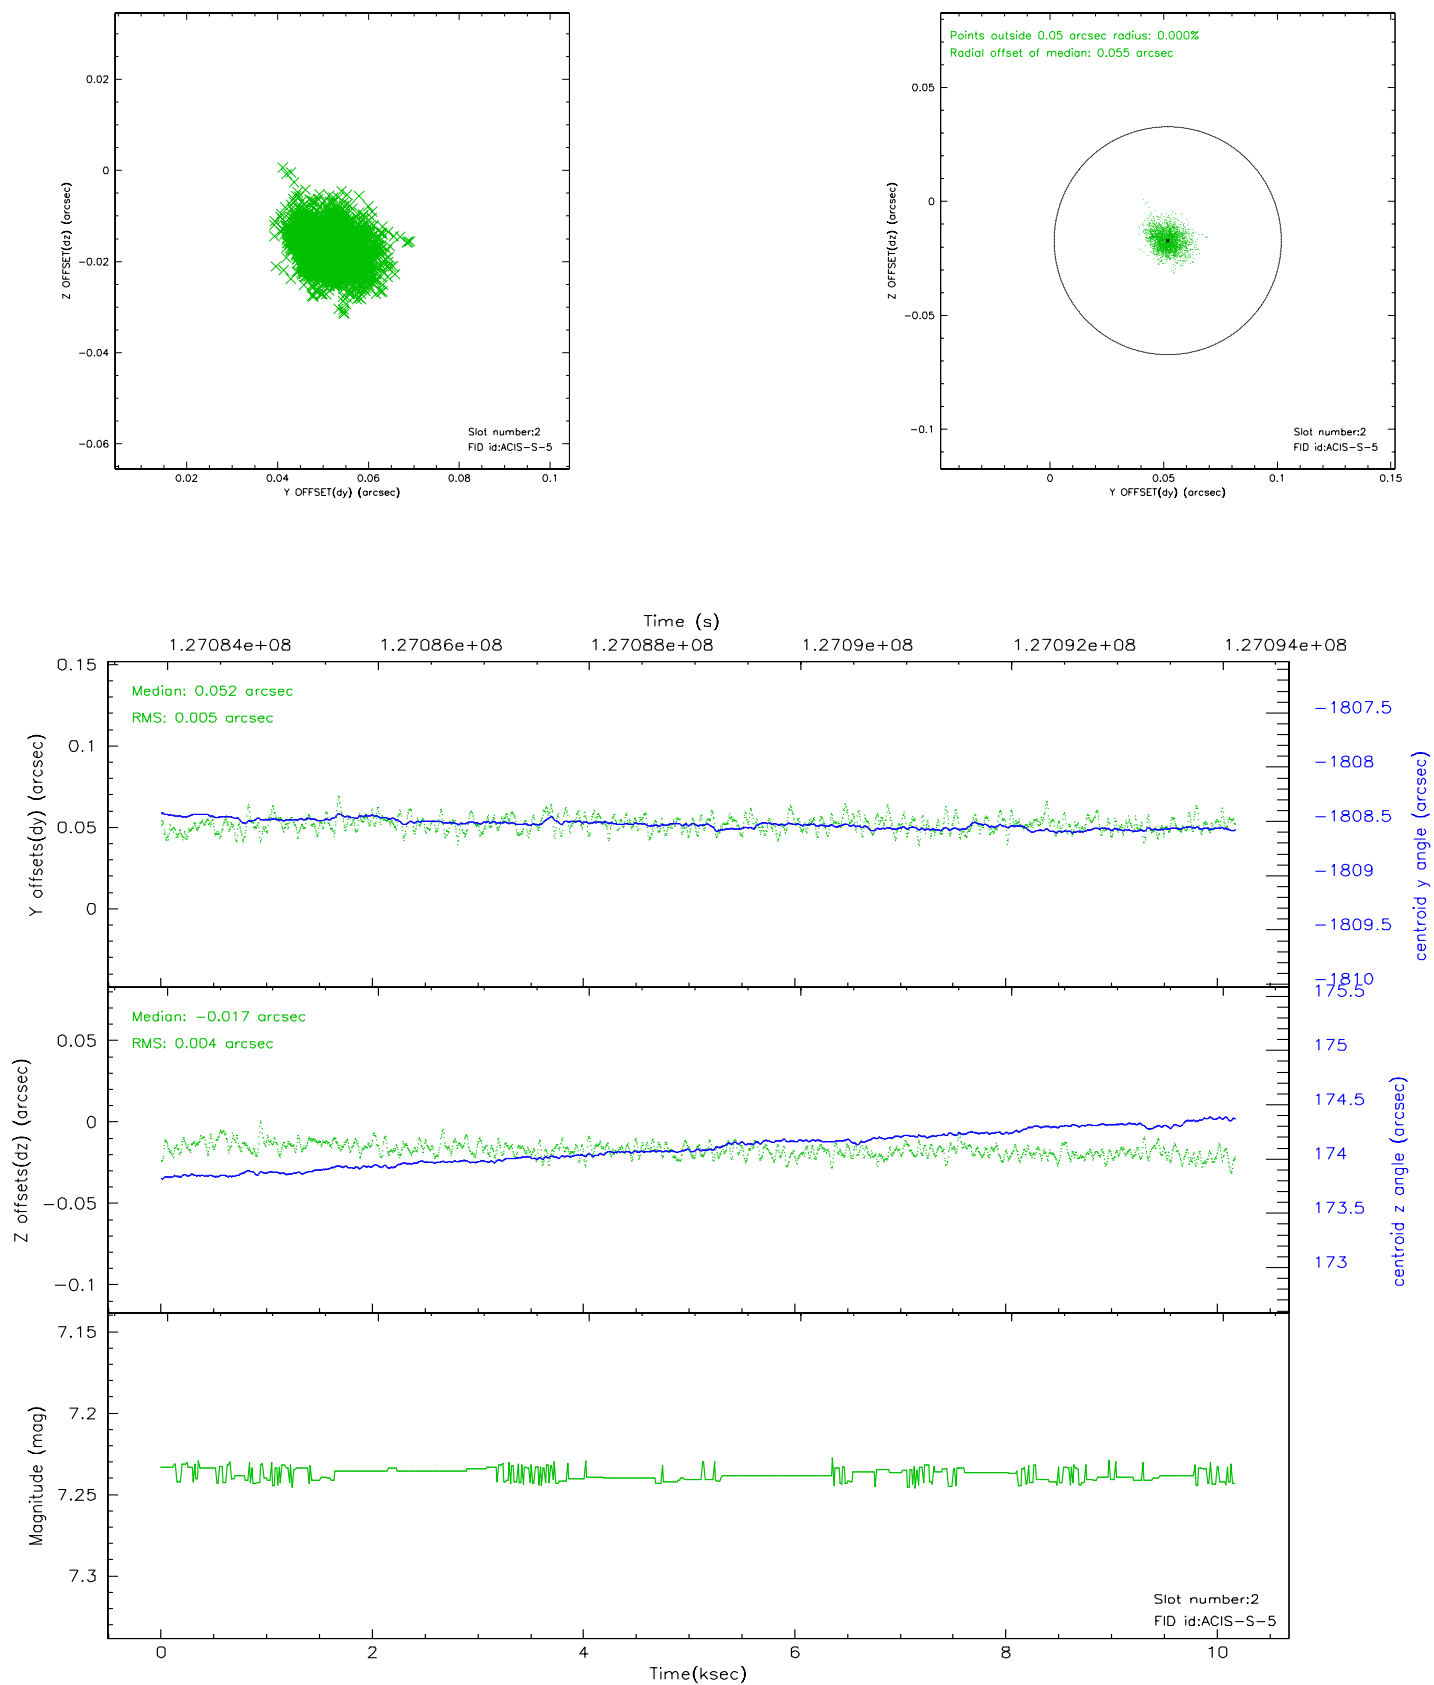 0.02
0
-0.02
-0.04
-0.06
Z OFFSET(dz) (arcsec)
Slot number:2
FID id:ACIS-S-5
0.02 0.04 0.06 0.08 0.1
Y OFFSET(dy) (arcsec)
Points outside 0.05 arcsec radius: 0.000%
Radial offset of median: 0.055 arcsec
0.05
0
-0.05
-0.1
Z OFFSET(dz) (arcsec)
Slot number:2
FID id:ACIS-S-5
0 0.05 0.1 0.15
Y OFFSET(dy) (arcsec)
Time (s)
1.27084e+08 1.27086e+08 1.27088e+08 1.2709e+08 1.27092e+08 1.27094e+08
Median: 0.052 arcsec
RMS: 0.005 arcsec
0.15
0.1
0.05
0
Y offsets(dy) (arcsec)
-1807.5
-1808
-1808.5
-1809
-1809.5
-1810
centroid y angle (arcsec)
Median: -0.017 arcsec
RMS: 0.004 arcsec
0.05
0
-0.05
-0.1
Z offsets(dz) (arcsec)
175.5
175
174.5
174
173.5
173
centroid z angle (arcsec)
7.15
7.2
7.25
7.3
Magnitude (mag)
Slot number:2
FID id:ACIS-S-5
0 2 4 6 8 10
Time(ksec)